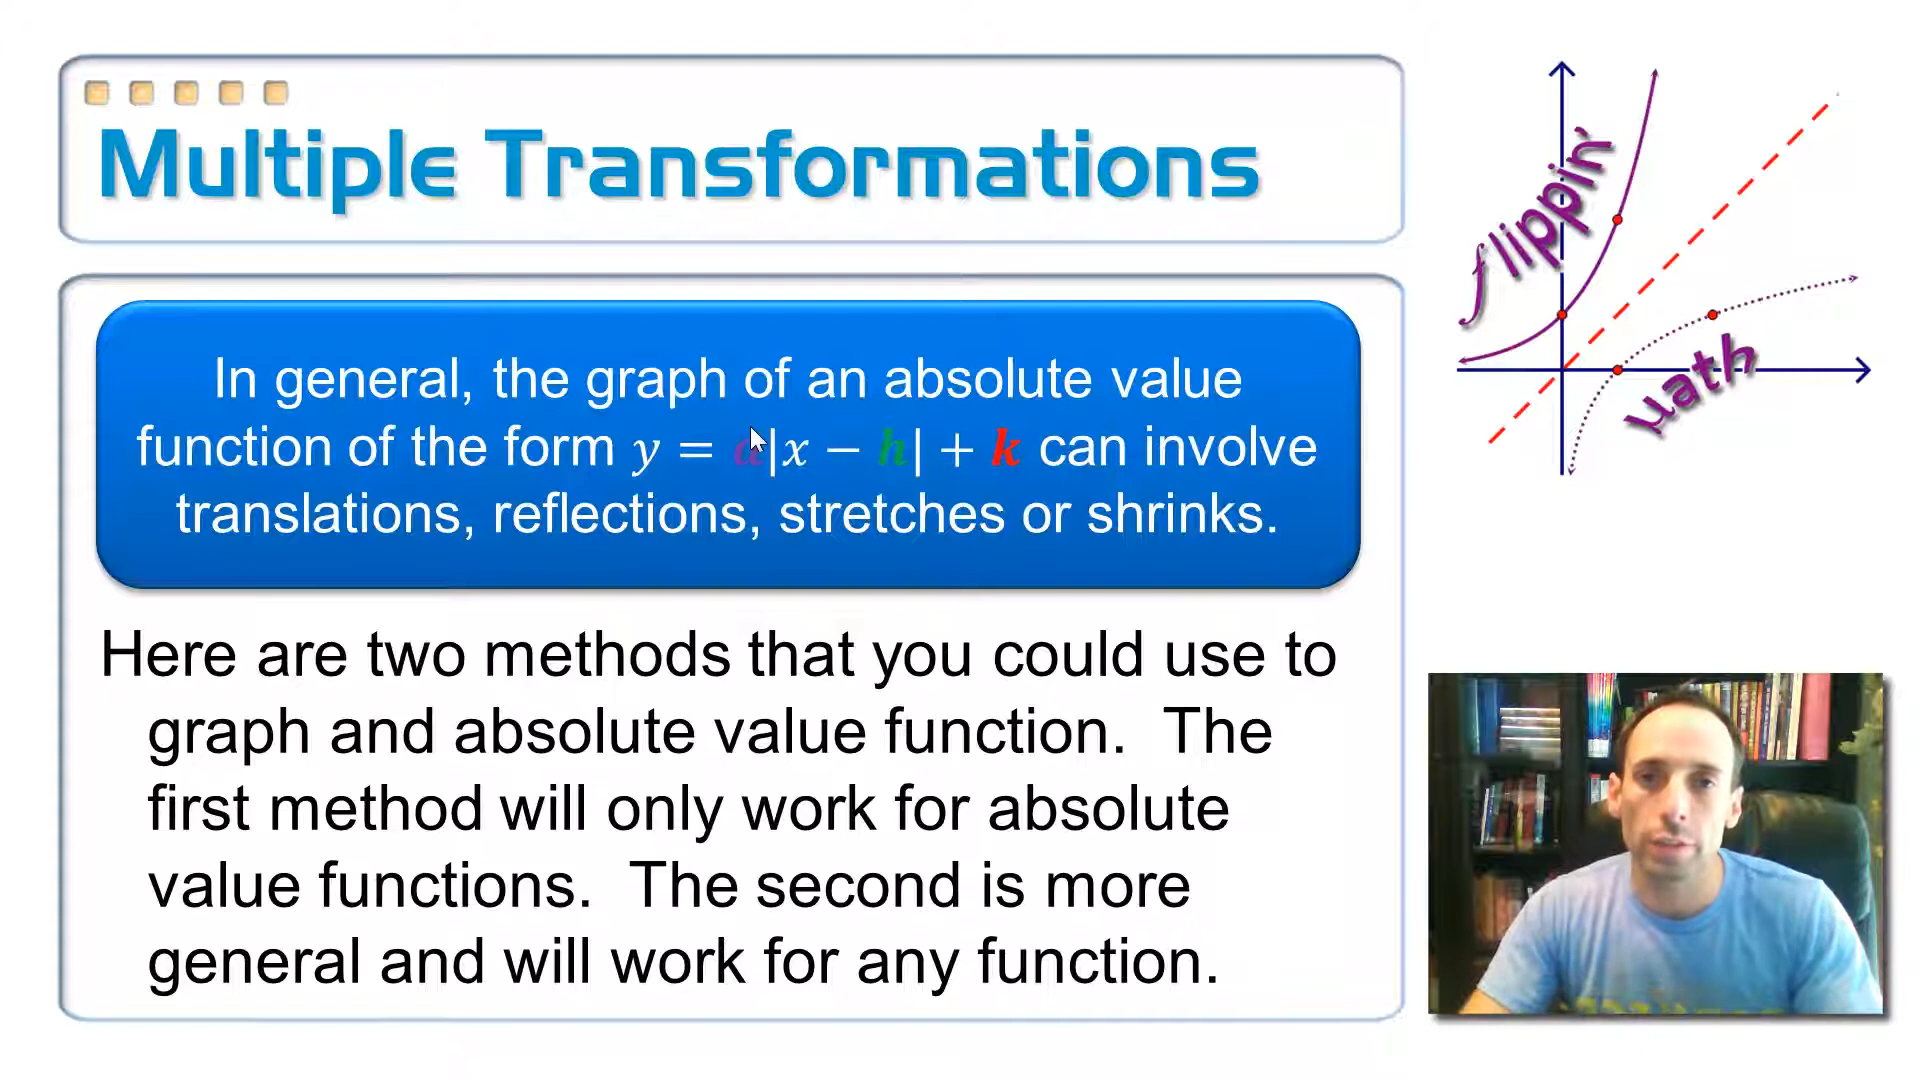 Multiple Transformations
In general, the graph of an absolute value
function of the form y = a|x − h| + k can involve
translations, reflections, stretches or shrinks.
Here are two methods that you could use to
graph and absolute value function.  The
first method will only work for absolute
value functions.  The second is more
general and will work for any function.
flippin'
math